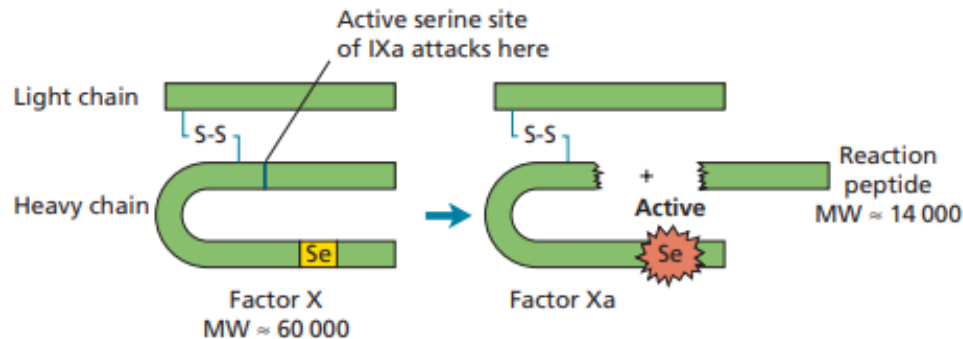 Active serine site
of IXa attacks here
Light chain
S-S
S-S
Heavy chain
Se
+
Active
Se
Reaction
peptide
MW ≈ 14 000
Factor X
MW ≈ 60 000
Factor Xa